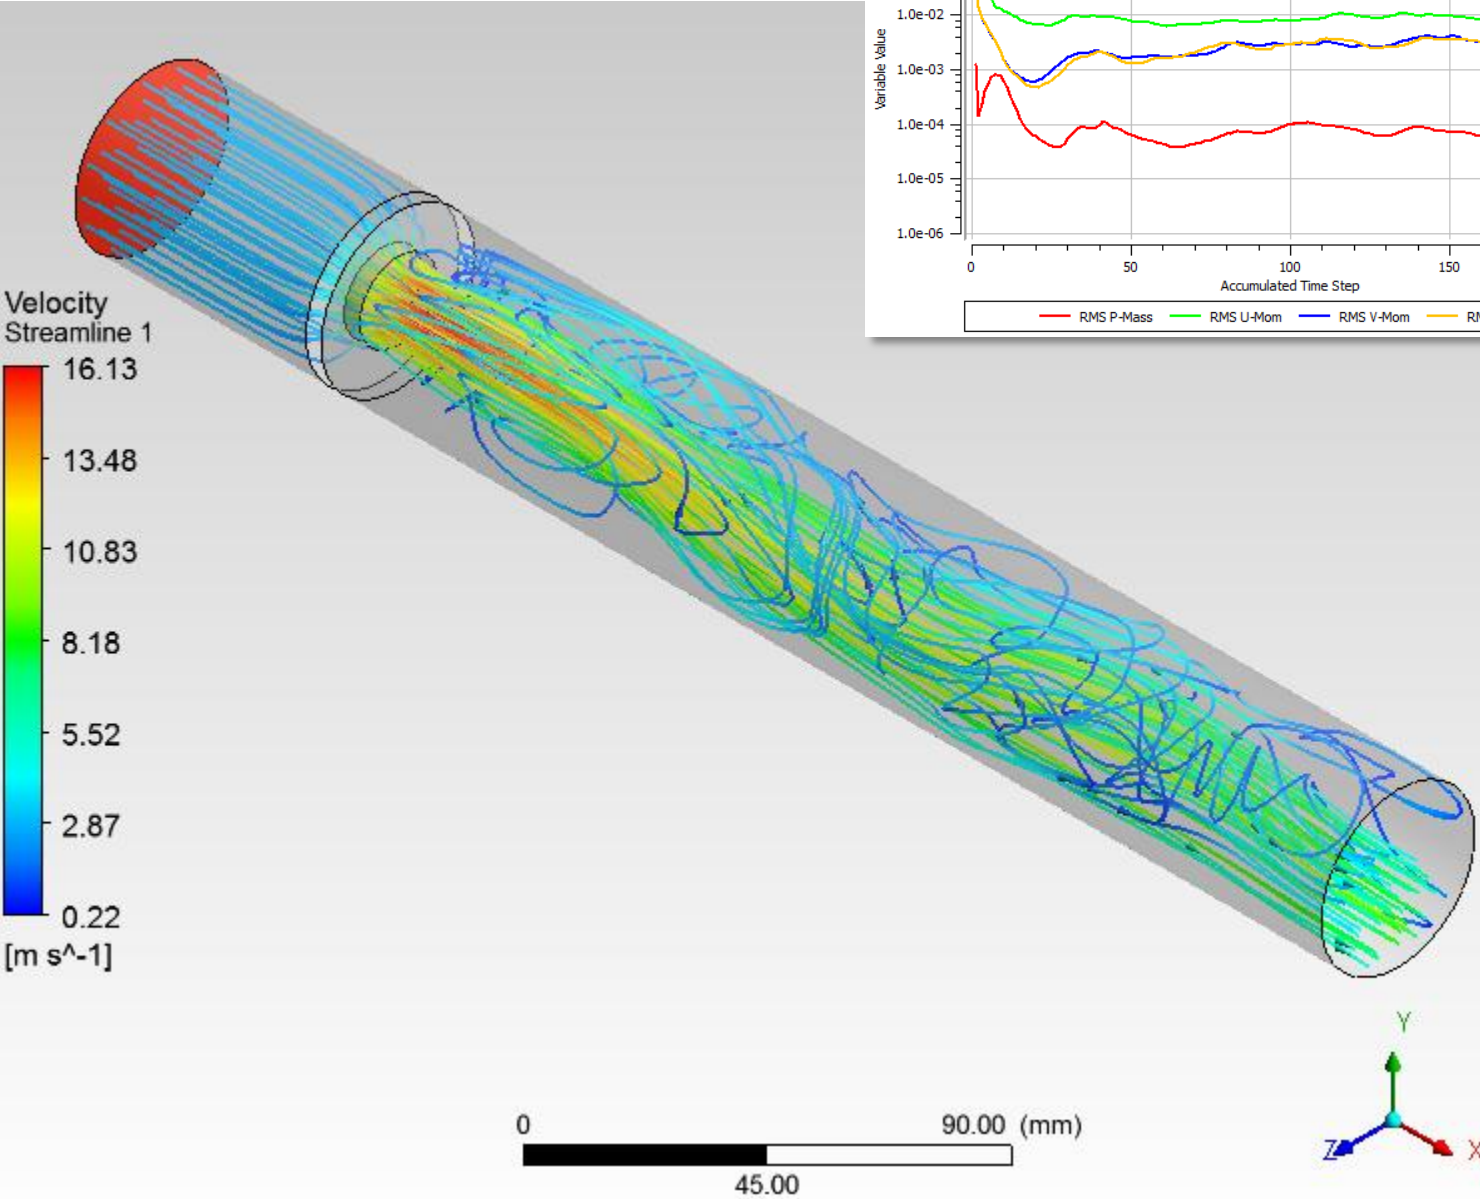 Variable Value
1.0e-02
1.0e-03
1.0e-04
1.0e-05
1.0e-06
0 50 100 150
Accumulated Time Step
RMS P-Mass RMS U-Mom RMS V-Mom
Velocity
Streamline 1
16.13
13.48
10.83
8.18
5.52
2.87
0.22
[m s^-1]
0 90.00 (mm)
45.00
Y
Z X